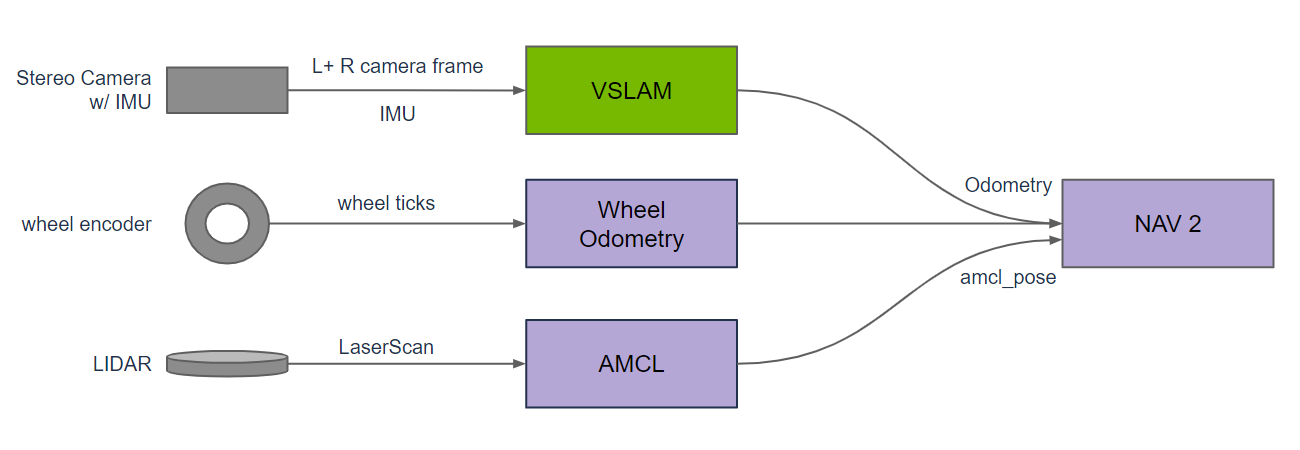 Stereo Camera
w/ IMU
L+ R camera frame
IMU
VSLAM
wheel encoder
wheel ticks
Wheel
Odometry
Odometry
NAV 2
amcl_pose
LIDAR
LaserScan
AMCL